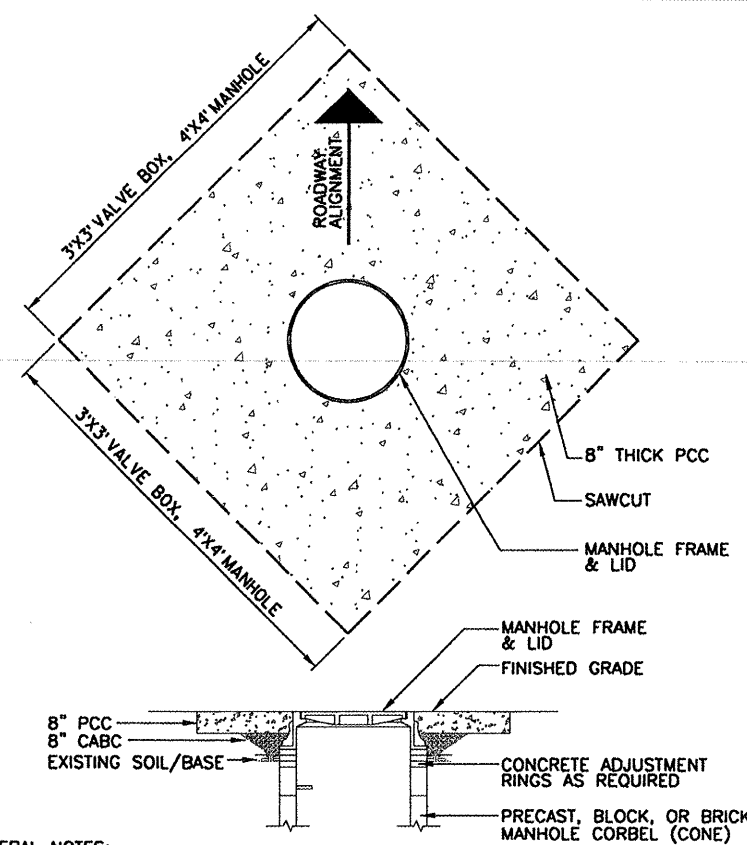 3'X3' VALVE BOX, 4'X4' MANHOLE
ROADWAY
ALIGNMENT
3'X3' VALVE BOX, 4'X4' MANHOLE
8" THICK PCC
SAWCUT
MANHOLE FRAME
& LID
MANHOLE FRAME
& LID
FINISHED GRADE
8" PCC
8" CABC
EXISTING SOIL/BASE
CONCRETE ADJUSTMENT
RINGS AS REQUIRED
PRECAST, BLOCK, OR BRICK
MANHOLE CORBEL (CONE)